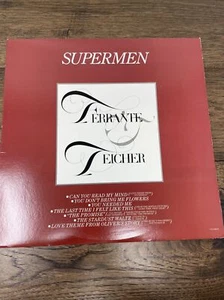 SUPERMEN
FERRANTE
&
TEICHER
• CAN YOU READ MY MIND
• YOU DON'T BRING ME FLOWERS
• YOU NEEDED ME
• THE LAST TIME I FELT LIKE THIS
• "THE PROMISE"
• THE STARDUST WALTZ
• LOVE THEME FROM OLIVER'S STORY